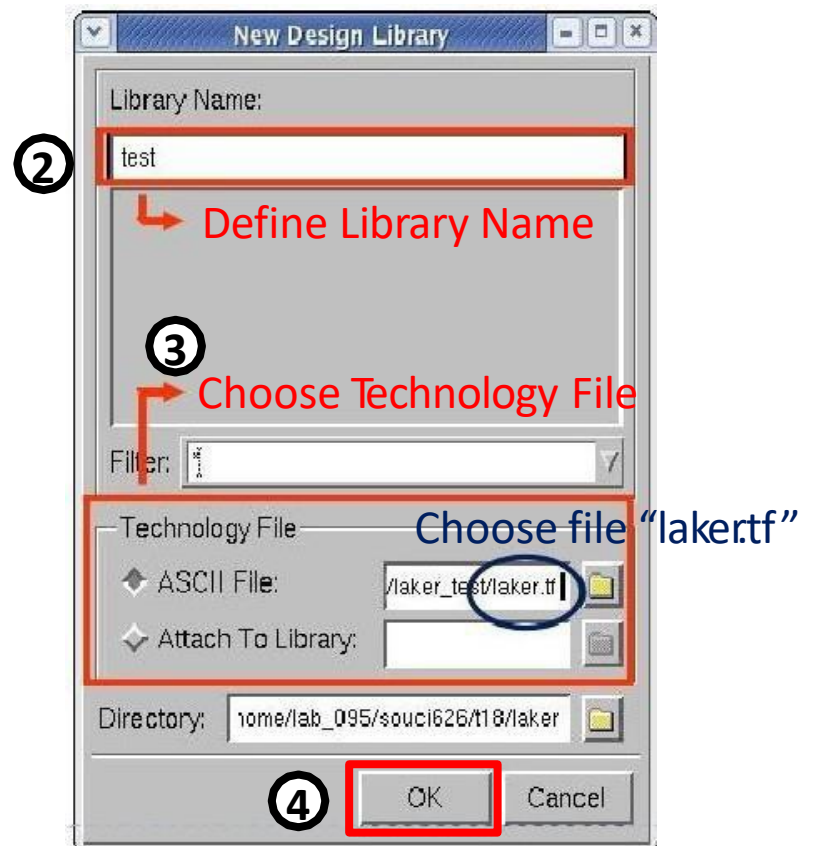 New Design Library
Library Name:
2
test
Define Library Name
3
Choose Technology File
Filter: *
Technology File
Choose file “laker.tf”
ASCII File: /laker_test/laker.tf
Attach To Library:
Directory: home/lab_095/souci626/t18/laker
4
OK
Cancel